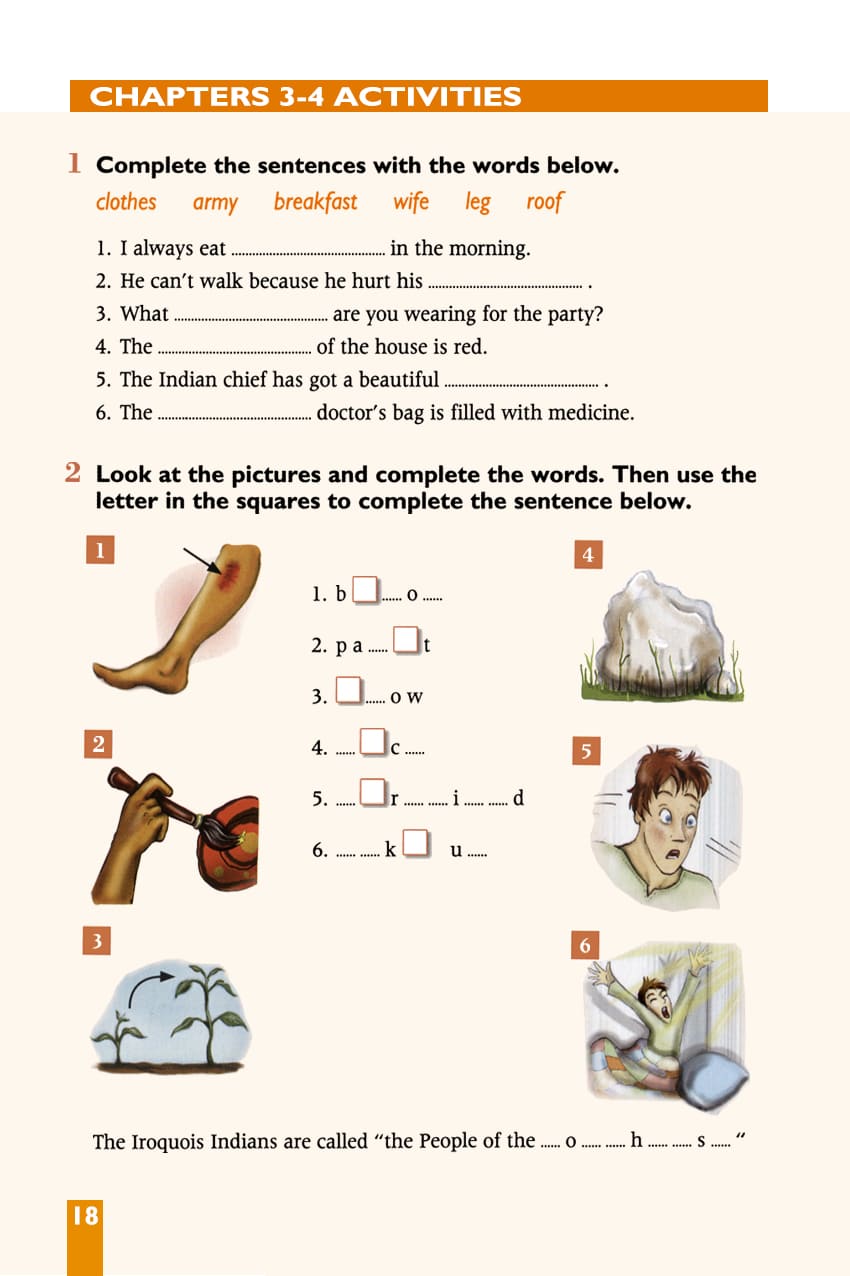 CHAPTERS 3-4 ACTIVITIES
1 Complete the sentences with the words below.
clothes army breakfast wife leg roof
1. I always eat ............................................. in the morning.
2. He can't walk because he hurt his ............................................. .
3. What ............................................. are you wearing for the party?
4. The ............................................. of the house is red.
5. The Indian chief has got a beautiful ............................................. .
6. The ............................................. doctor's bag is filled with medicine.
2 Look at the pictures and complete the words. Then use the
letter in the squares to complete the sentence below.
1
4
1. b □ ...... o ......
2. p a ...... □ t
3. □ ...... o w
2
5
4. ...... □ c ......
5. ...... □ r ...... ...... i ...... ...... d
6. ...... ...... k □ u ......
3
6
The Iroquois Indians are called "the People of the ...... o ...... ...... h ...... ...... s ...... "
18